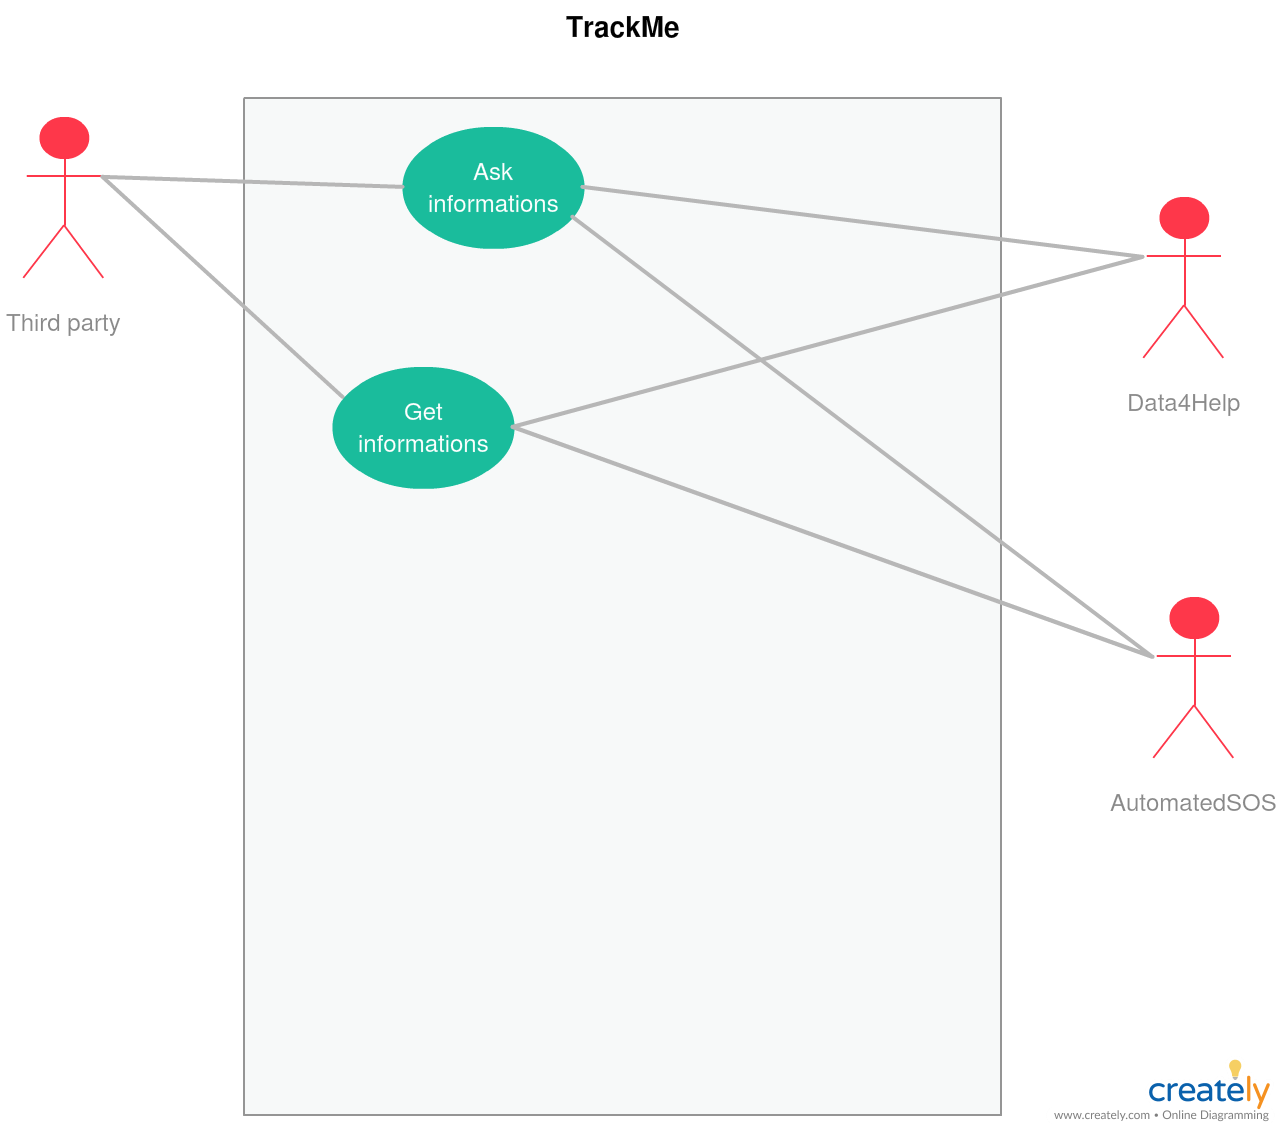 TrackMe
Ask
informations
Third party
Get
informations
Data4Help
AutomatedSOS
creately
www.creately.com • Online Diagramming